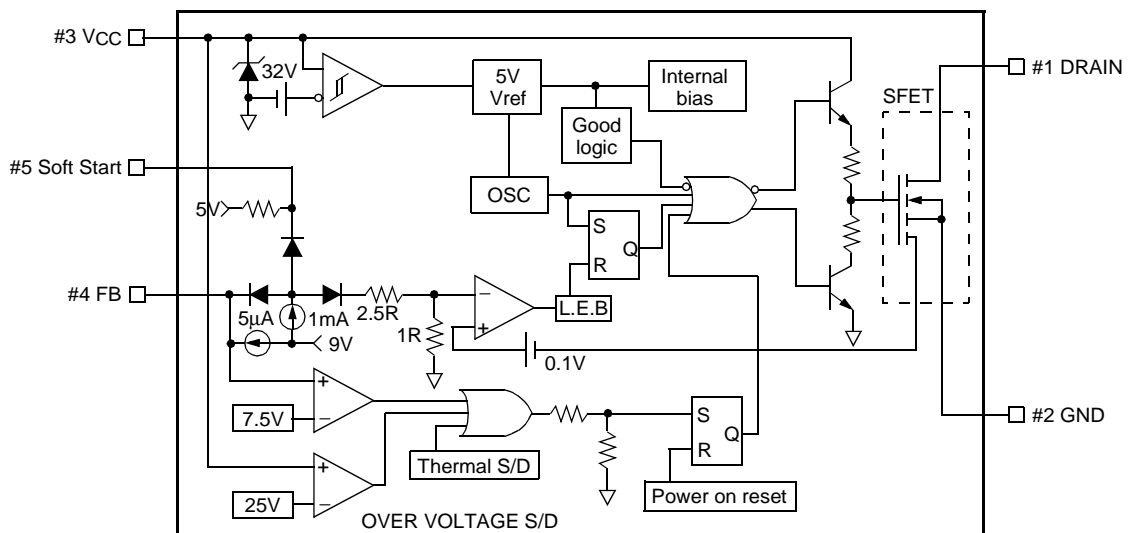 #3 VCC
32V
5V
Vref
Internal
bias
SFET
#1 DRAIN
Good
logic
#5 Soft Start
5V
OSC
S
R
Q
#4 FB
5μA
1mA
2.5R
9V
1R
−
+
L.E.B
0.1V
+
−
7.5V
Thermal S/D
S
R
Q
#2 GND
+
−
25V
Power on reset
OVER VOLTAGE S/D